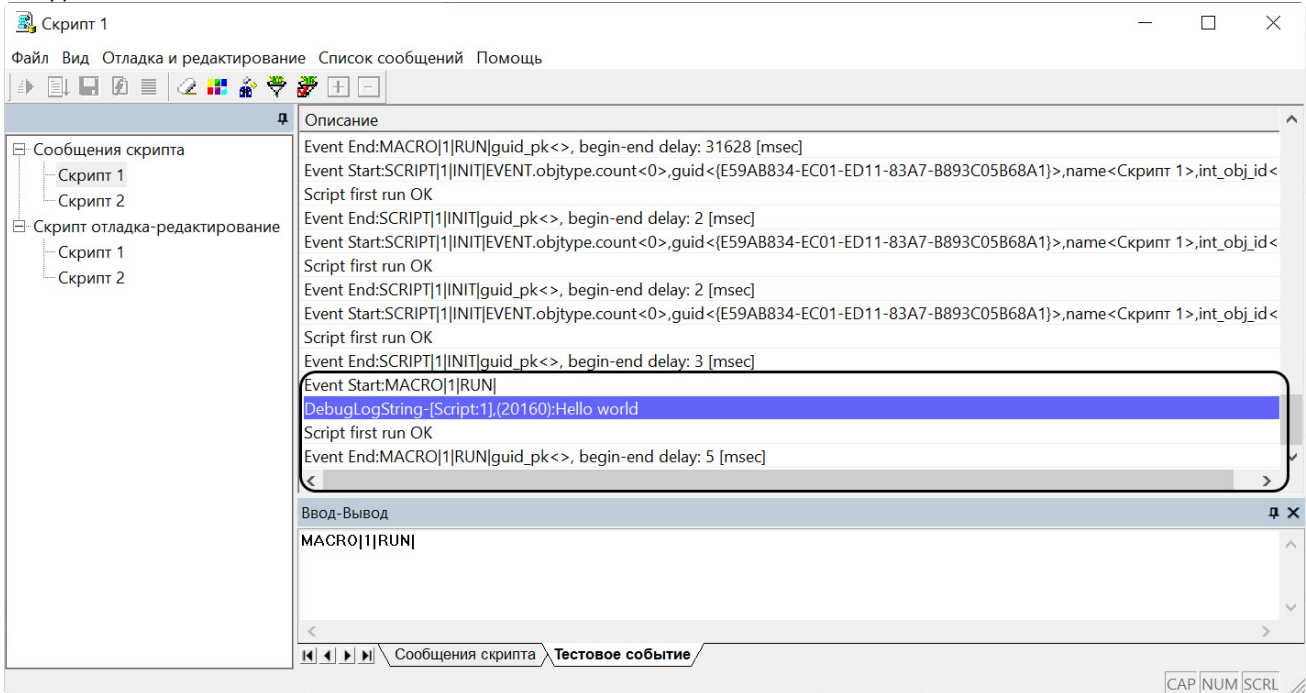 Скрипт 1
Файл Вид Отладка и редактирование Список сообщений Помощь
Описание
Сообщения скрипта
Скрипт 1
Скрипт 2
Скрипт отладка-редактирование
Скрипт 1
Скрипт 2
Event End:MACRO|1|RUN|guid_pk<>, begin-end delay: 31628 [msec]
Event Start:SCRIPT|1|INIT|EVENT.objtype.count<0>,guid<{E59AB834-EC01-ED11-83A7-B893C05B68A1}>,name<Скрипт 1>,int_obj_id<
Script first run OK
Event End:SCRIPT|1|INIT|guid_pk<>, begin-end delay: 2 [msec]
Event Start:SCRIPT|1|INIT|EVENT.objtype.count<0>,guid<{E59AB834-EC01-ED11-83A7-B893C05B68A1}>,name<Скрипт 1>,int_obj_id<
Script first run OK
Event End:SCRIPT|1|INIT|guid_pk<>, begin-end delay: 2 [msec]
Event Start:SCRIPT|1|INIT|EVENT.objtype.count<0>,guid<{E59AB834-EC01-ED11-83A7-B893C05B68A1}>,name<Скрипт 1>,int_obj_id<
Script first run OK
Event End:SCRIPT|1|INIT|guid_pk<>, begin-end delay: 3 [msec]
Event Start:MACRO|1|RUN|
DebugLogString-[Script:1],(20160):Hello world
Script first run OK
Event End:MACRO|1|RUN|guid_pk<>, begin-end delay: 5 [msec]
Ввод-Вывод
MACRO|1|RUN|
Сообщения скрипта Тестовое событие
CAP NUM SCRL